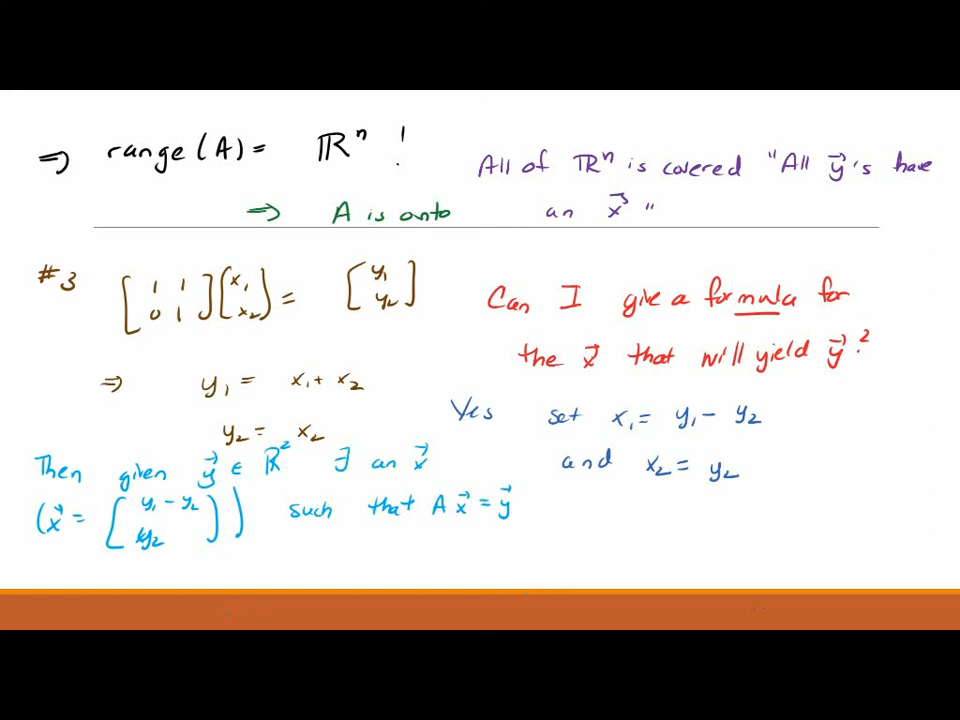 ⇒ range(A) = ℝⁿ !
All of ℝⁿ is covered "All y⃗'s have
⇒ A is onto
an x⃗ "
#3
[1 1; 0 1][x₁; x₂] = [y₁; y₂]
Can I give a formula for
the x⃗ that will yield y⃗ ?
⇒ y₁ = x₁ + x₂
y₂ = x₂
Yes set x₁ = y₁ - y₂
and x₂ = y₂
Then given y⃗ ∈ ℝ² ∃ an x⃗
(x⃗ = [y₁ - y₂; y₂]) such that A x⃗ = y⃗